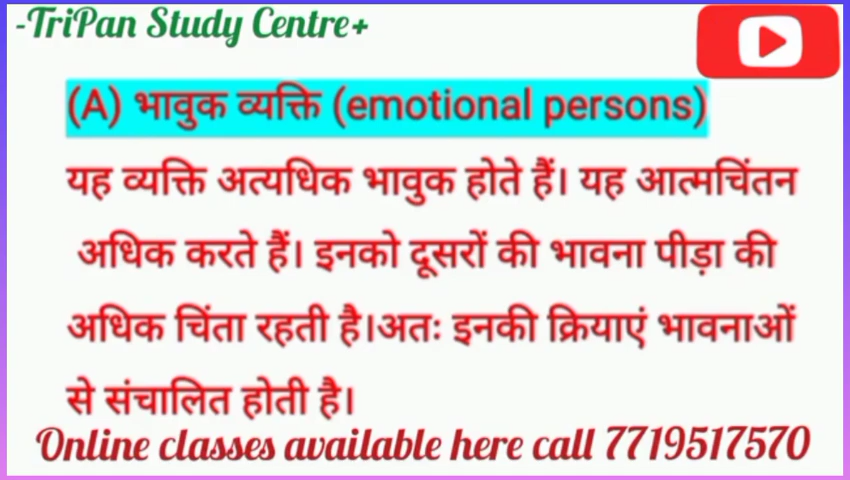 -TriPan Study Centre+
(A) भावुक व्यक्ति (emotional persons)
यह व्यक्ति अत्यधिक भावुक होते हैं। यह आत्मचिंतन
अधिक करते हैं। इनको दूसरों की भावना पीड़ा की
अधिक चिंता रहती है।अतः इनकी क्रियाएं भावनाओं
से संचालित होती है।
Online classes available here call 7719517570